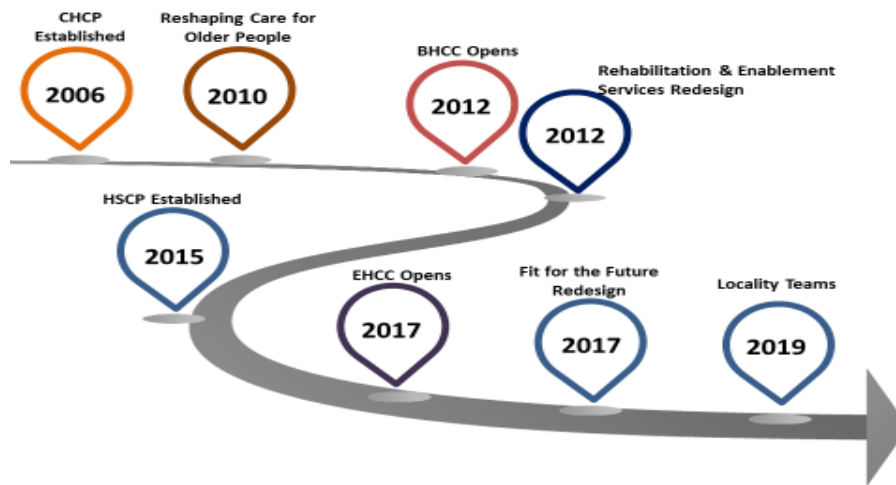 CHCP
Established
2006
Reshaping Care for
Older People
2010
BHCC Opens
2012
Rehabilitation & Enablement
Services Redesign
2012
HSCP Established
2015
EHCC Opens
2017
Fit for the Future
Redesign
2017
Locality Teams
2019